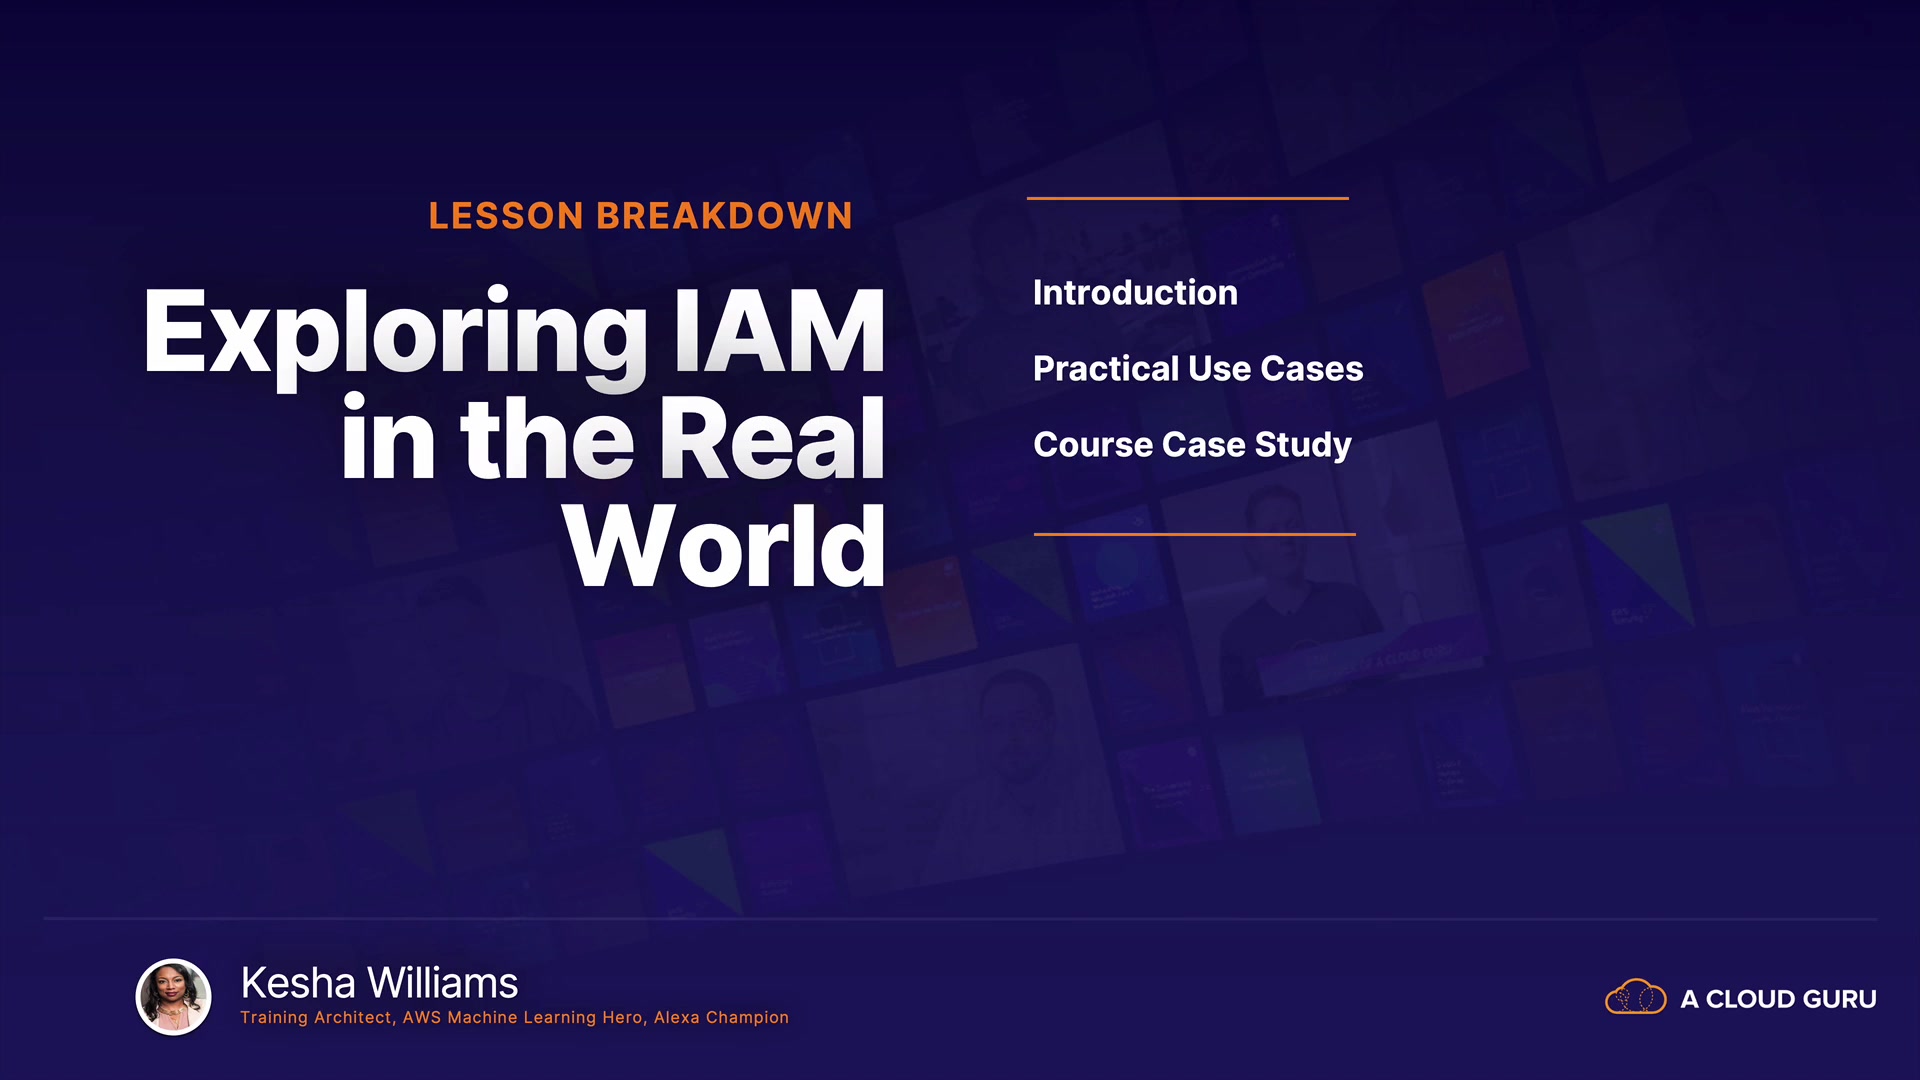 LESSON BREAKDOWN
Exploring IAM
in the Real
World
Introduction
Practical Use Cases
Course Case Study
Kesha Williams
Training Architect, AWS Machine Learning Hero, Alexa Champion
A CLOUD GURU